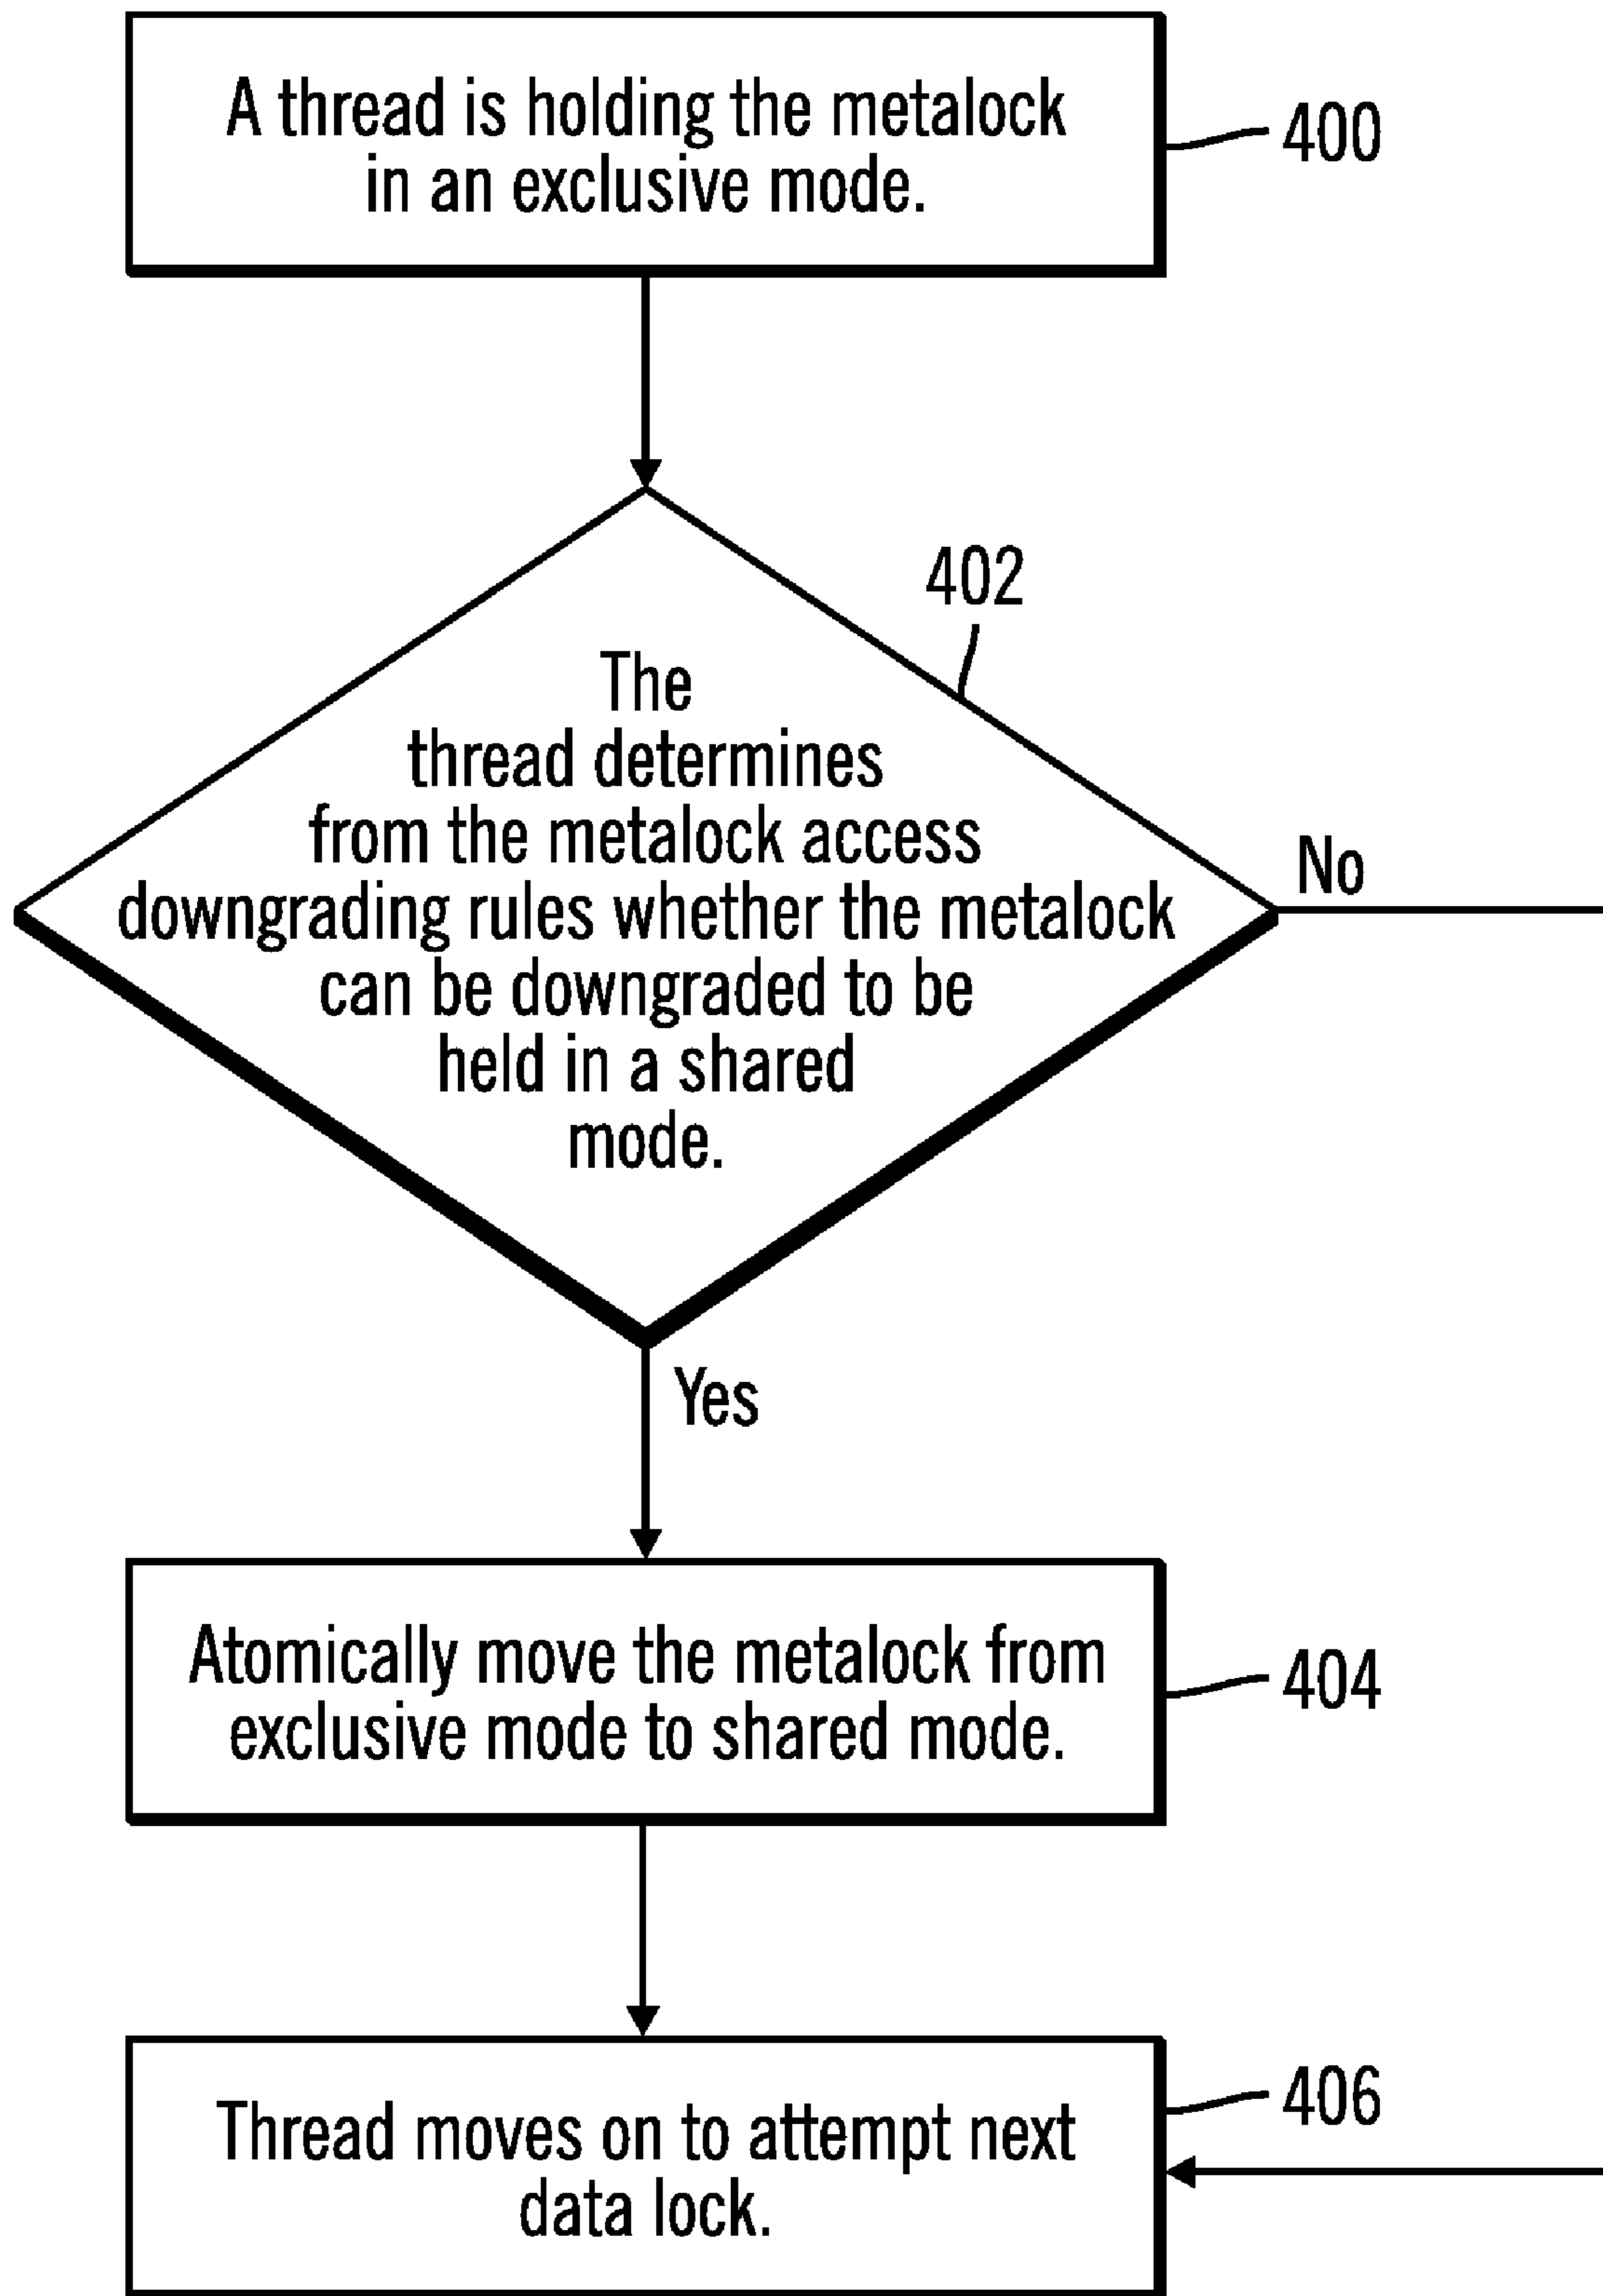 A thread is holding the metalock
in an exclusive mode.
400
402
The
thread determines
from the metalock access
downgrading rules whether the metalock
can be downgraded to be
held in a shared
mode.
No
Yes
Atomically move the metalock from
exclusive mode to shared mode.
404
Thread moves on to attempt next
data lock.
406